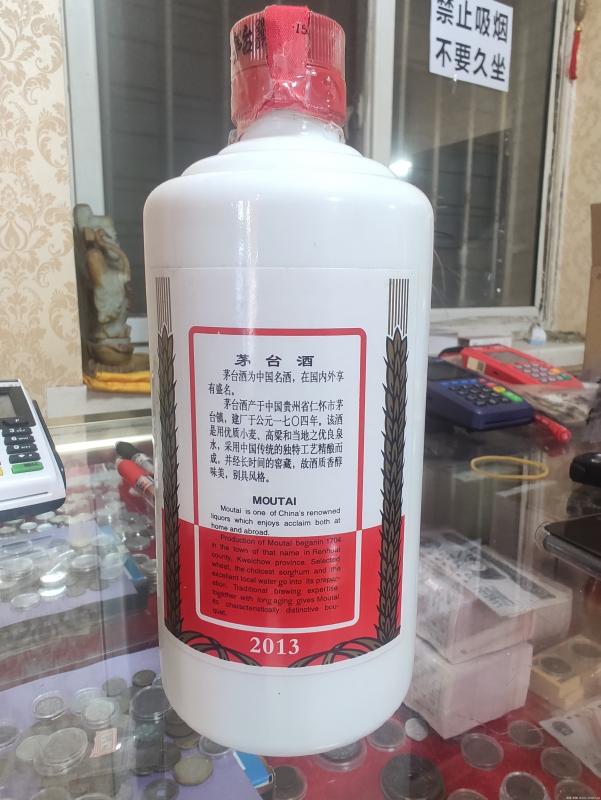 禁止吸烟
不要久坐
茅台酒
茅台酒为中国名酒，在国内外享
有盛名。
茅台酒产于中国贵州省仁怀市茅
台镇，建厂于公元一七〇四年。该酒
是用优质小麦、高粱和当地之优良泉
水，采用中国传统的独特工艺精酿而
成，并经长时间的窖藏，故酒质香醇
味美，别具风格。
MOUTAI
Moutai is one of China's renowned
liquors which enjoys acclaim both at
home and abroad.
Production of Moutai beganin 1704
in the town of that name in Renhuai
county, Kweichow province. Selected
wheat, the choicest sorghum and the
excellent local water go into its prepar-
ation. Traditional brewing expertise
together with long aging gives Moutai
its characteristically distinctive bou-
quet.
2013